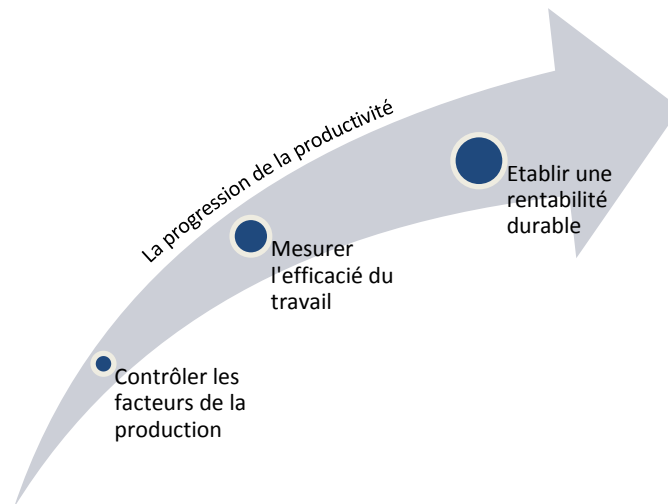 La progression de la productivité
Etablir une
rentabilité
durable
Mesurer
l'efficacié du
travail
Contrôler les
facteurs de la
production